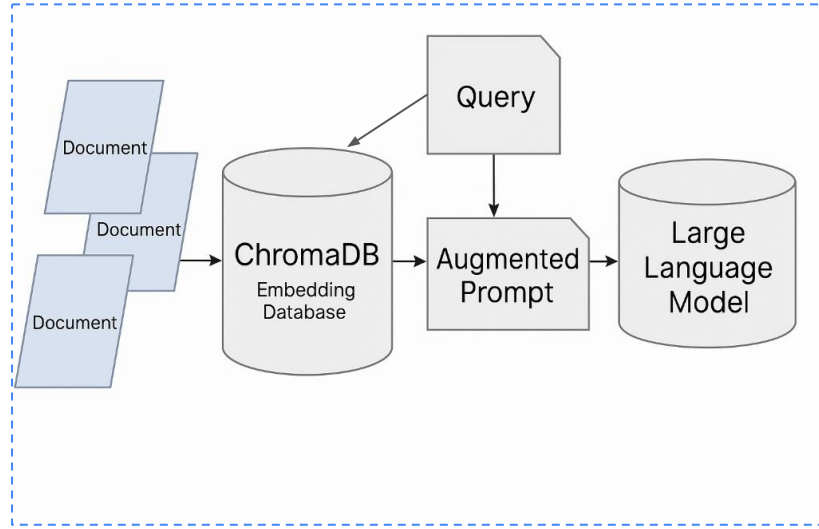 Query
Document
Document
Document
ChromaDB
Embedding
Database
Augmented
Prompt
Large
Language
Model